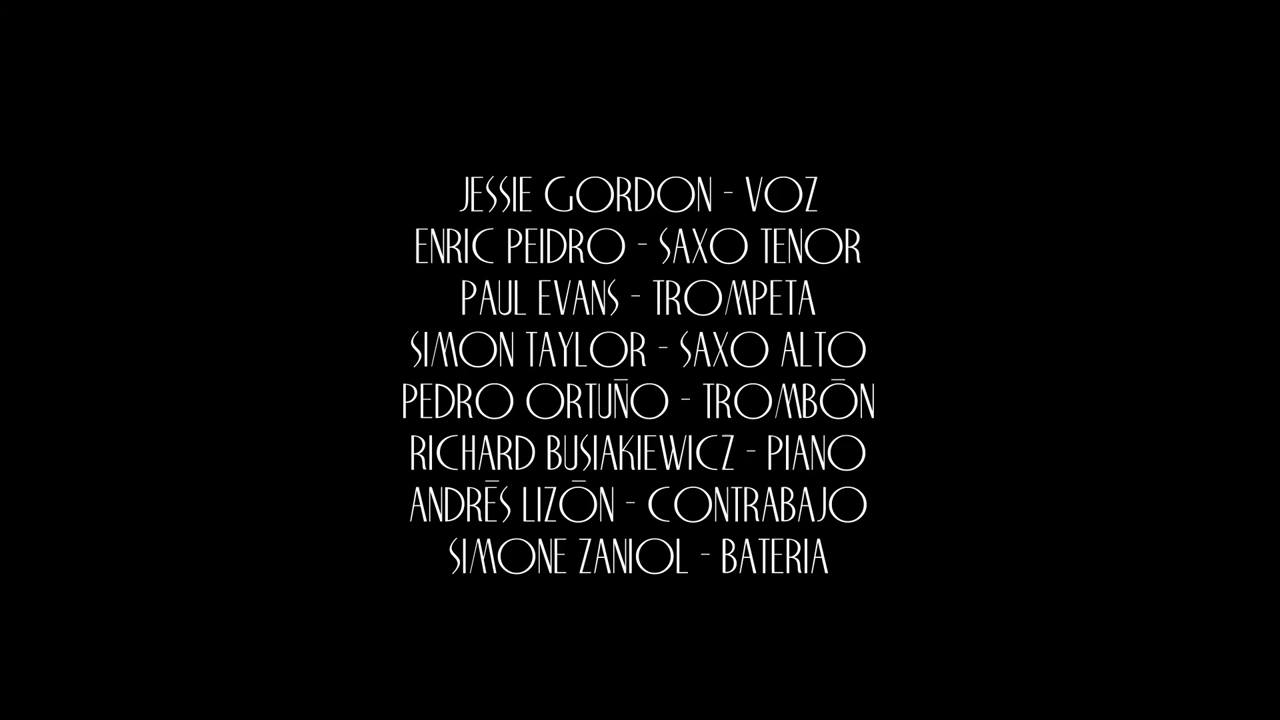 JESSIE GORDON - VOZ
ENRIC PEIDRO - SAXO TENOR
PAUL EVANS - TROMPETA
SIMON TAYLOR - SAXO ALTO
PEDRO ORTUÑO - TROMBŌN
RICHARD BUSIAKIEWICZ - PIANO
ANDRĒS LIZŌN - CONTRABAJO
SIMONE ZANIOL - BATERIA